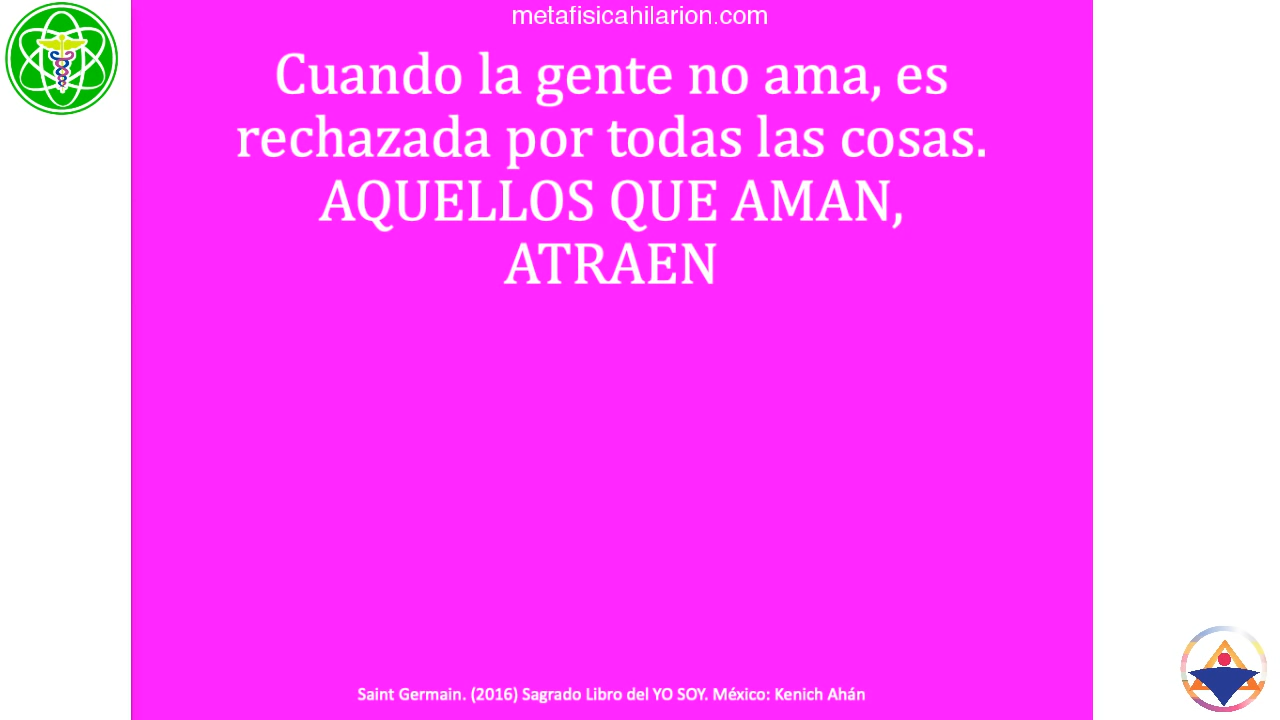 metafisicahilarion.com
Cuando la gente no ama, es
rechazada por todas las cosas.
AQUELLOS QUE AMAN,
ATRAEN
Saint Germain. (2016) Sagrado Libro del YO SOY. México: Kenich Ahán